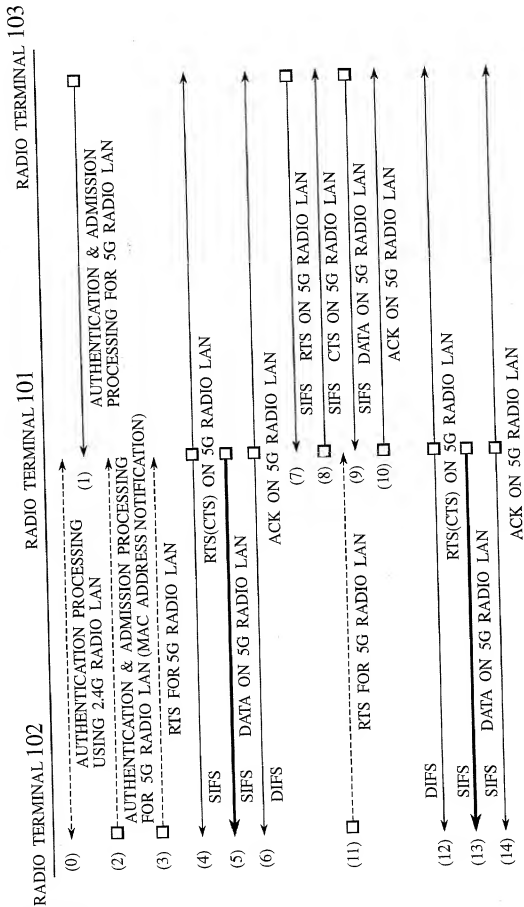 RADIO TERMINAL 102
RADIO TERMINAL 101
RADIO TERMINAL 103
(0)
AUTHENTICATION PROCESSING
USING 2.4G RADIO LAN
(1)
AUTHENTICATION & ADMISSION
PROCESSING FOR 5G RADIO LAN
(2)
AUTHENTICATION & ADMISSION PROCESSING
FOR 5G RADIO LAN (MAC ADDRESS NOTIFICATION)
(3)
RTS FOR 5G RADIO LAN
(4)
SIFS
RTS(CTS) ON 5G RADIO LAN
(5)
SIFS
DATA ON 5G RADIO LAN
(6)
DIFS
ACK ON 5G RADIO LAN
(7)
SIFS
RTS ON 5G RADIO LAN
(8)
SIFS
CTS ON 5G RADIO LAN
(9)
SIFS
DATA ON 5G RADIO LAN
(10)
ACK ON 5G RADIO LAN
(11)
RTS FOR 5G RADIO LAN
DIFS
(12)
RTS(CTS) ON 5G RADIO LAN
SIFS
(13)
DATA ON 5G RADIO LAN
SIFS
(14)
ACK ON 5G RADIO LAN